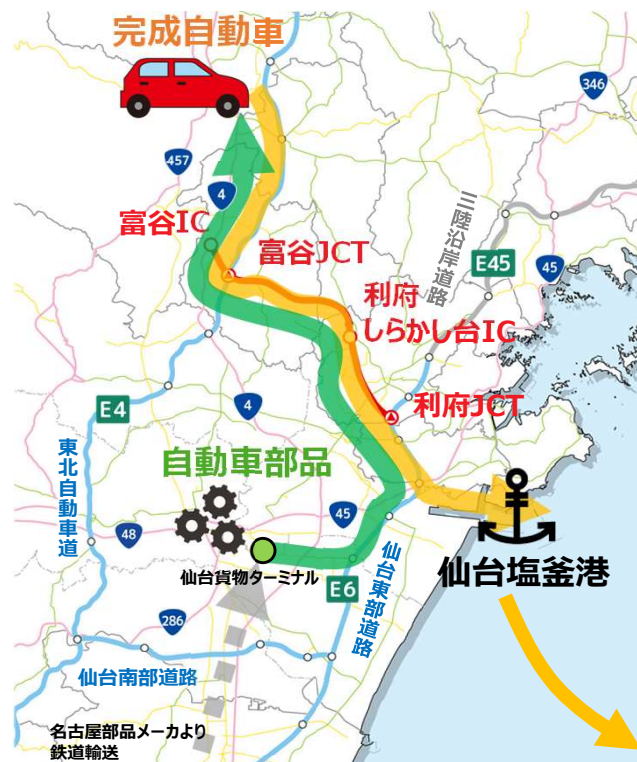 完成自動車
346
457
4
富谷IC
富谷JCT
三陸沿岸道路
E45
45
利府
しらかし台IC
利府JCT
E4
4
東北自動車道
自動車部品
45
48
仙台貨物ターミナル
E6
仙台東部道路
仙台塩釜港
286
仙台南部道路
名古屋部品メーカより
鉄道輸送